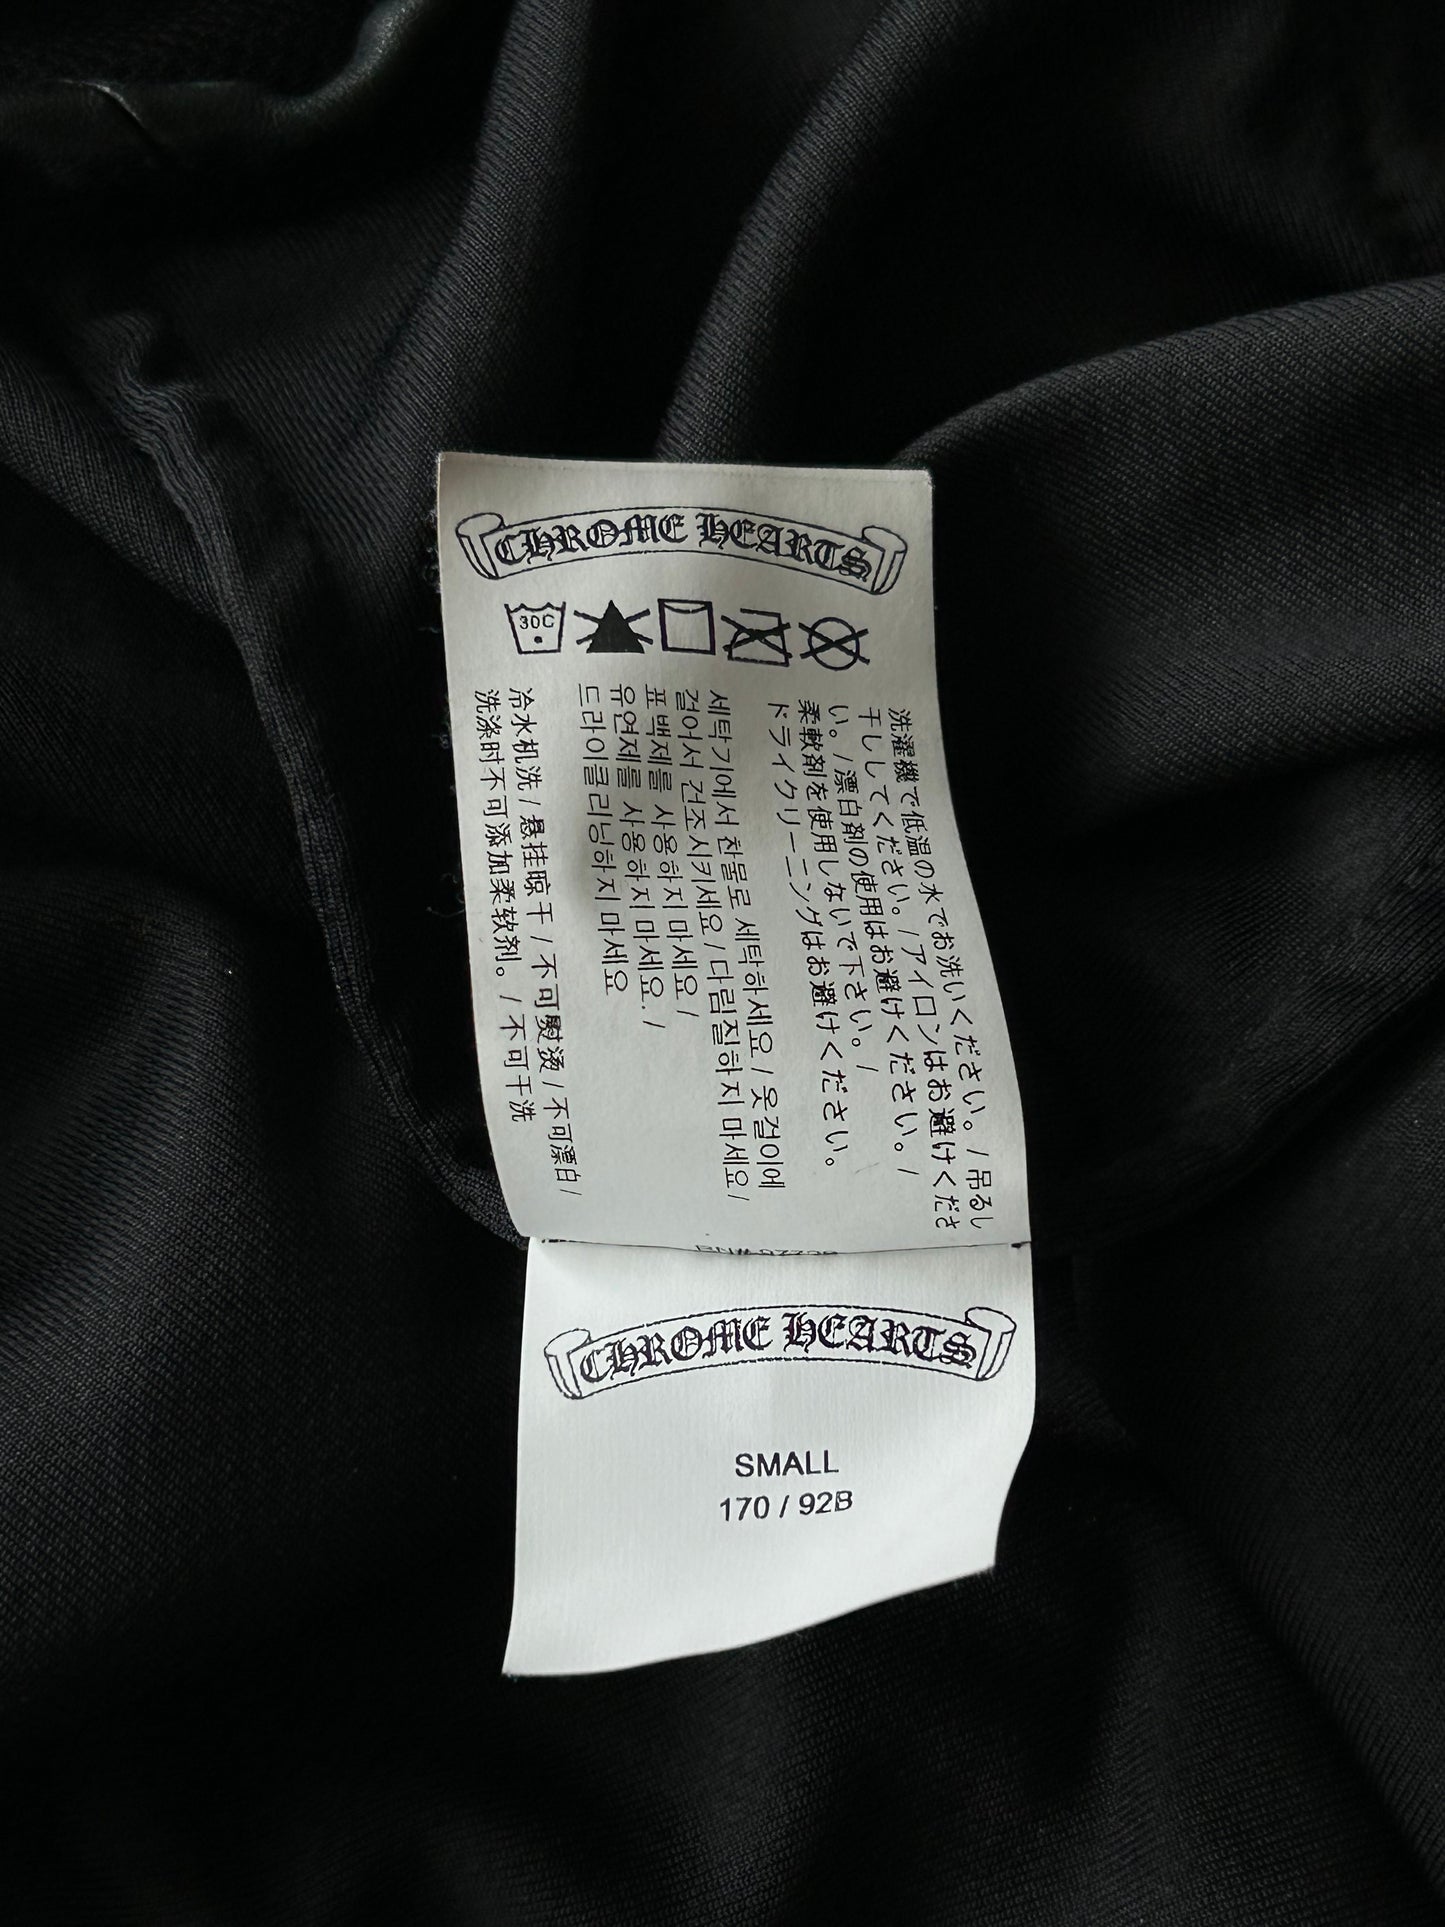 CHROME HEARTS
30C
洗濯機で低温の水でお洗いください。/吊るし
干ししてください。/アイロンはお避けくださ
い。/漂白剤の使用はお避けください。/
柔軟剤を使用しないで下さい。/
ドライクリーニングはお避けください。
세탁기에서 찬물로 세탁하세요 / 옷걸이에
걸어서 건조시키세요 / 다림질하지 마세요 /
표백제를 사용하지 마세요 /
유연제를 사용하지 마세요. /
드라이클리닝하지 마세요
冷水机洗 / 悬挂晾干 / 不可熨烫 / 不可漂白 /
洗涤时不可添加柔软剂。 / 不可干洗
CHROME HEARTS
SMALL
170 / 92B